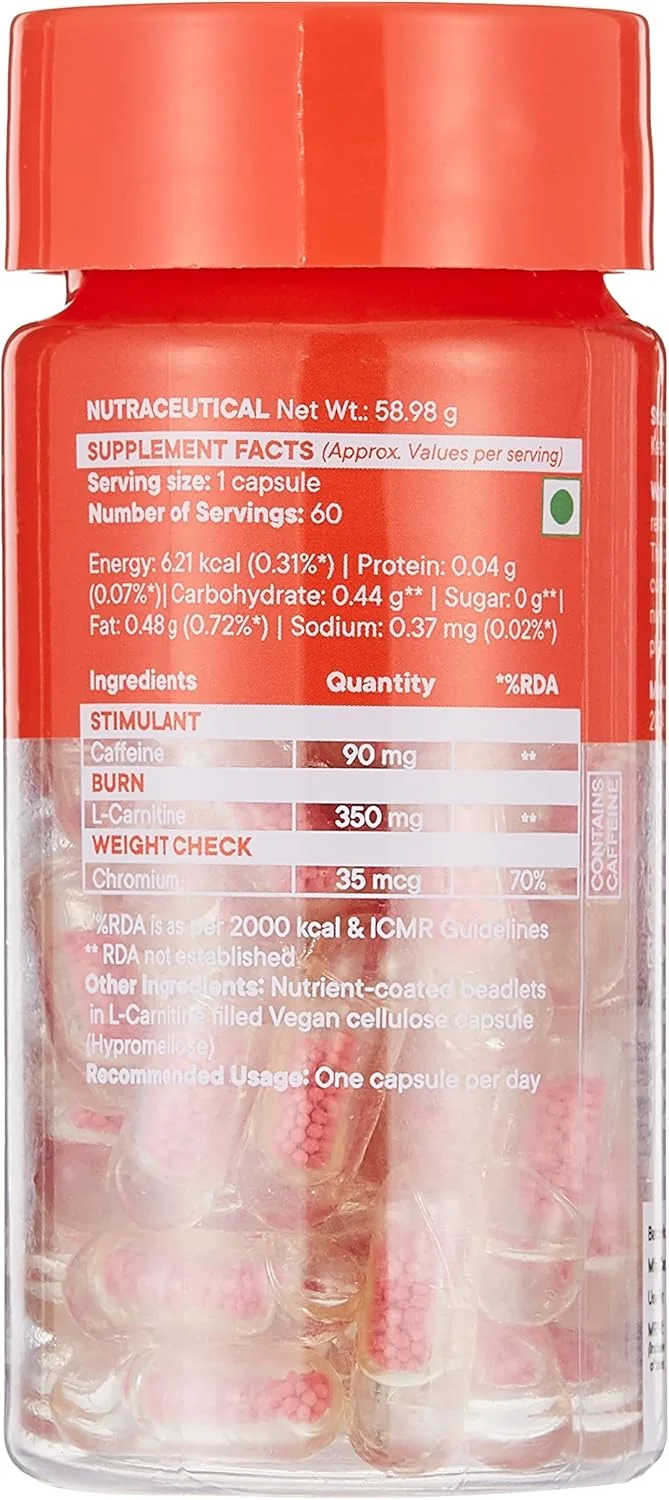 NUTRACEUTICAL Net Wt.: 58.98 g
SUPPLEMENT FACTS (Approx. Values per serving)
Serving size: 1 capsule
Number of Servings: 60
Energy: 6.21 kcal (0.31%*) | Protein: 0.04 g
(0.07%*)| Carbohydrate: 0.44 g** | Sugar: 0 g**|
Fat: 0.48 g (0.72%*) | Sodium: 0.37 mg (0.02%*)
Ingredients Quantity *%RDA
STIMULANT
Caffeine 90 mg **
BURN
L-Carnitine 350 mg **
WEIGHT CHECK
Chromium 35 mcg 70%
CONTAINS
CAFFEINE
*%RDA is as per 2000 kcal & ICMR Guidelines
** RDA not established
Other Ingredients: Nutrient-coated beadlets
in L-Carnitine filled Vegan cellulose capsule
(Hypromellose)
Recommended Usage: One capsule per day